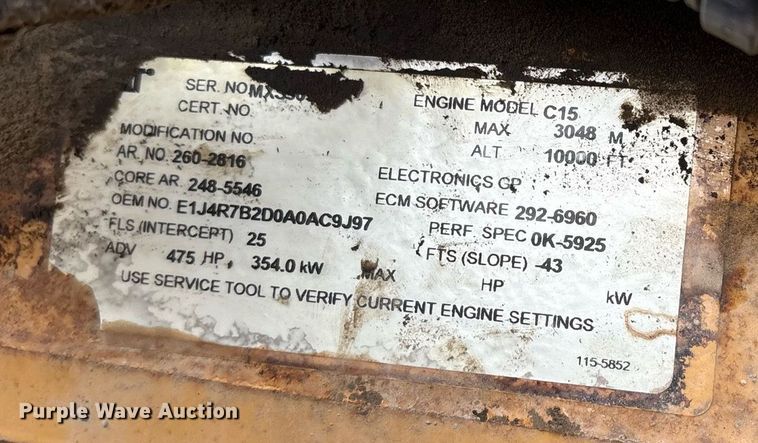 SER. NO
CERT. NO.
MODIFICATION NO
AR. NO. 260-2816
CORE AR. 248-5546
OEM NO. E1J4R7B2D0A0AC9J97
FLS (INTERCEPT) 25
ADV 475 HP, 354.0 kW
ENGINE MODEL C15
MAX 3048 M
ALT 10000 FT
ELECTRONICS GP
ECM SOFTWARE 292-6960
PERF. SPEC 0K-5925
FTS (SLOPE) -43
MAX HP kW
USE SERVICE TOOL TO VERIFY CURRENT ENGINE SETTINGS
115-5852
Purple Wave Auction